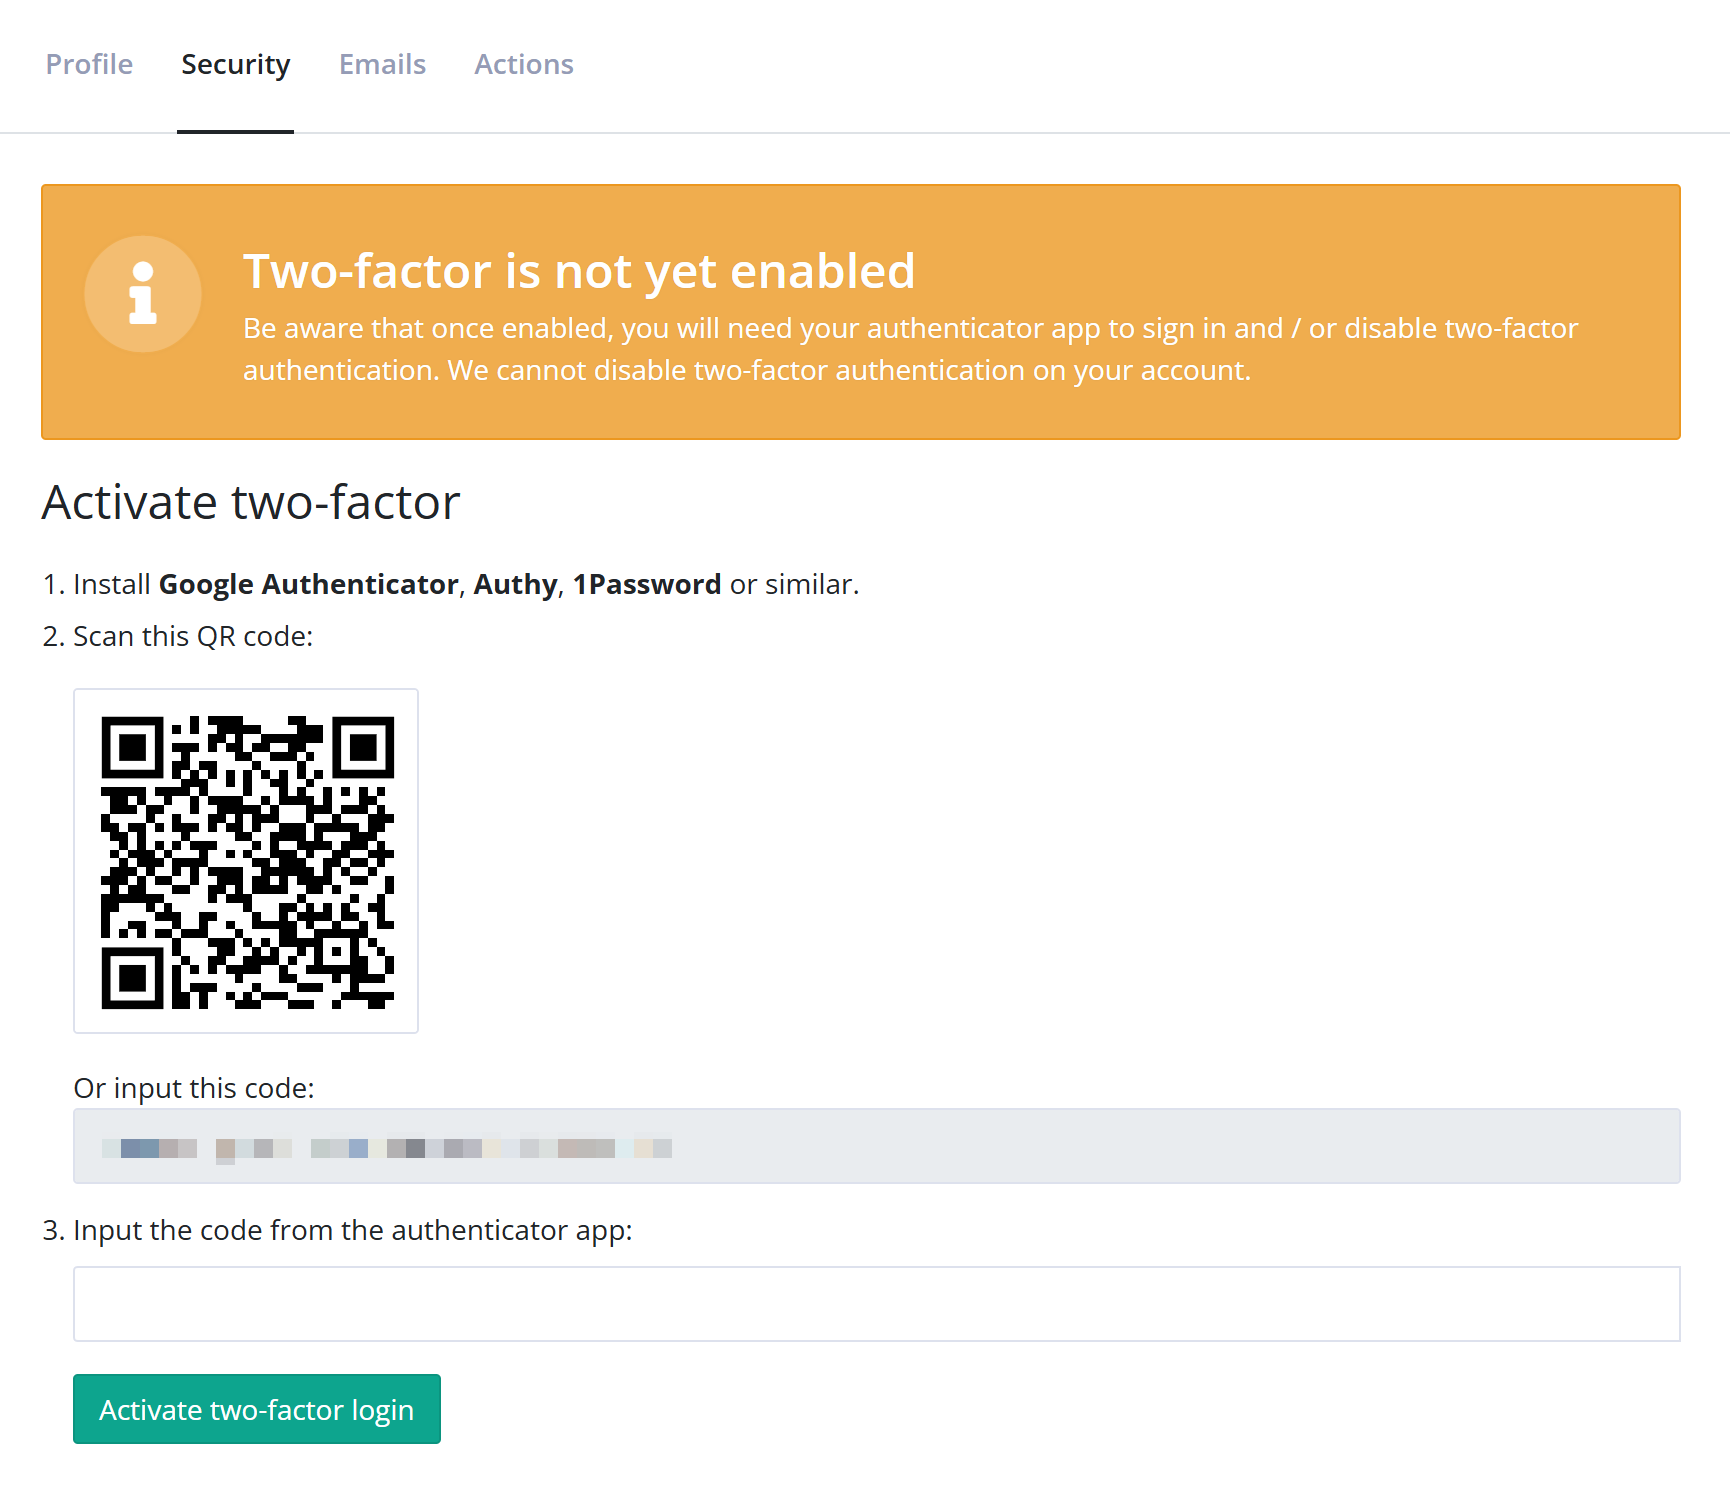 Profile Security Emails Actions
Two-factor is not yet enabled
Be aware that once enabled, you will need your authenticator app to sign in and / or disable two-factor
authentication. We cannot disable two-factor authentication on your account.
Activate two-factor
1. Install Google Authenticator, Authy, 1Password or similar.
2. Scan this QR code:
Or input this code:
3. Input the code from the authenticator app:
Activate two-factor login